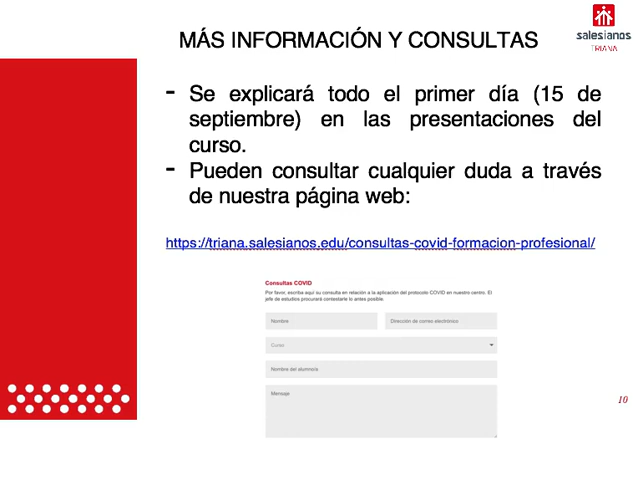 salesianos
TRIANA
MÁS INFORMACIÓN Y CONSULTAS
- Se explicará todo el primer día (15 de
septiembre) en las presentaciones del
curso.
- Pueden consultar cualquier duda a través
de nuestra página web:
https://triana.salesianos.edu/consultas-covid-formacion-profesional/
Consultas COVID
Por favor, escriba aquí su consulta en relación a la aplicación del protocolo COVID en nuestro centro. El
jefe de estudios procurará contestarle lo antes posible.
Nombre
Dirección de correo electrónico
Curso
Nombre del alumno/a
Mensaje
10